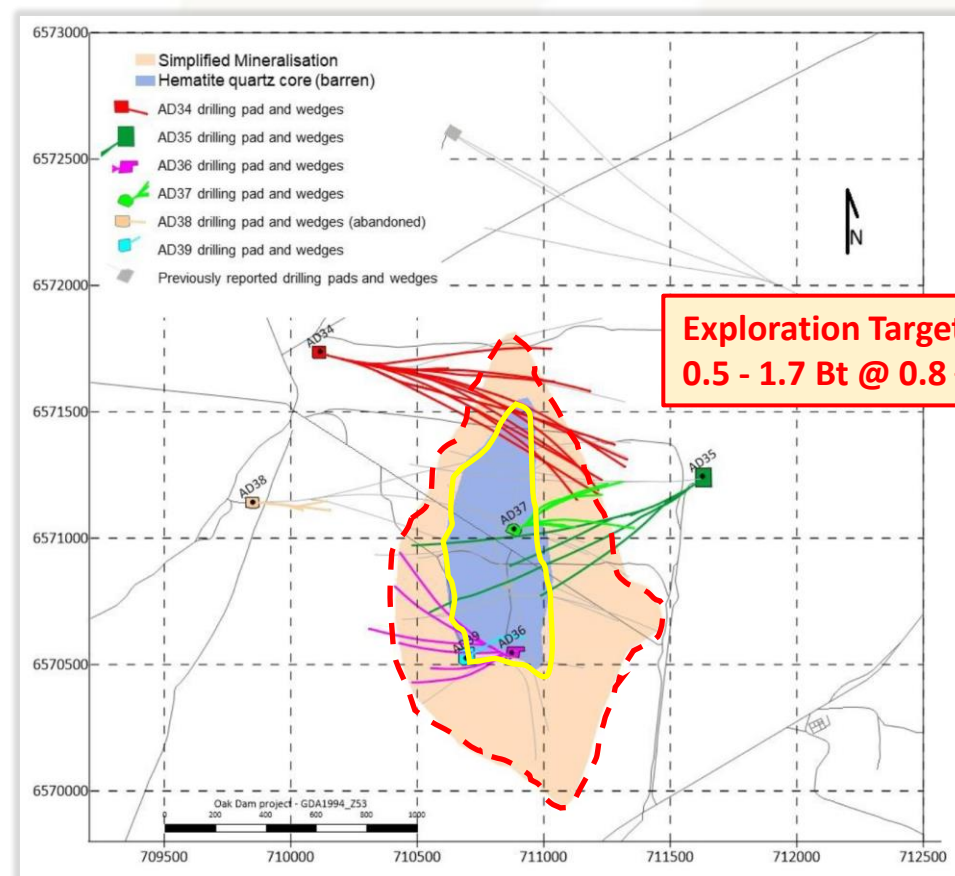 6573000
Simplified Mineralisation
Hematite quartz core (barren)
AD34 drilling pad and wedges
AD35 drilling pad and wedges
6572500
AD36 drilling pad and wedges
AD37 drilling pad and wedges
AD38 drilling pad and wedges (abandoned)
AD39 drilling pad and wedges
Previously reported drilling pads and wedges
N
6572000
Exploration Target
0.5 - 1.7 Bt @ 0.8
AD34
6571500
AD35
AD38
AD37
6571000
AD39
AD36
6570500
6570000
Oak Dam project - GDA1994_Z53
0 200 400 600 800 1000
709500 710000 710500 711000 711500 712000 712500